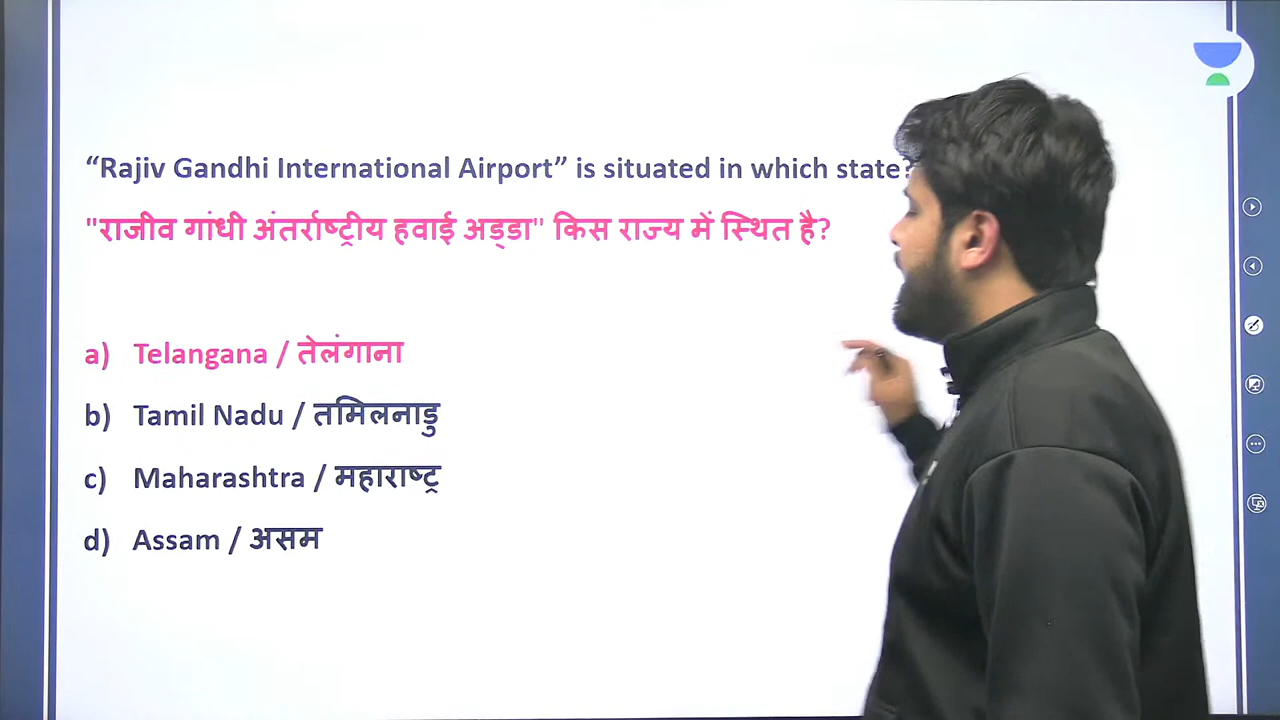 “Rajiv Gandhi International Airport” is situated in which state?
"राजीव गांधी अंतर्राष्ट्रीय हवाई अड्डा" किस राज्य में स्थित है?
a) Telangana / तेलंगाना
b) Tamil Nadu / तमिलनाडु
c) Maharashtra / महाराष्ट्र
d) Assam / असम